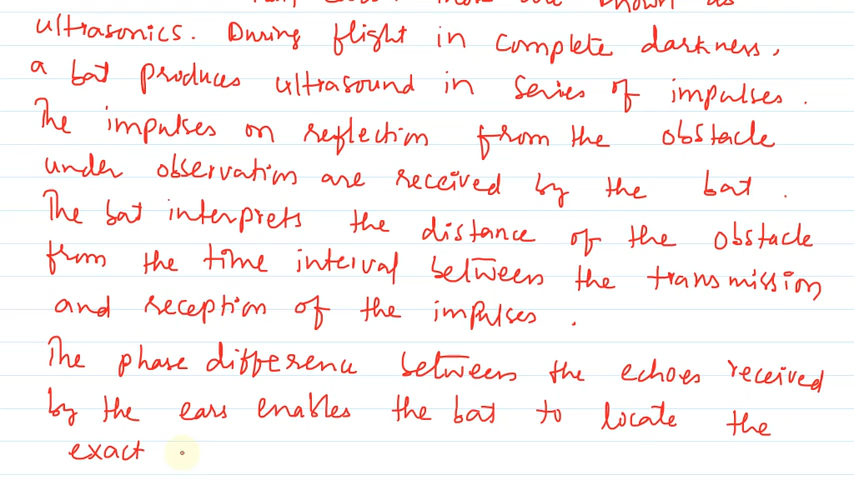 known as
ultrasonics. During flight in complete darkness,
a bat produces ultrasound in series of impulses.
The impulses on reflection from the obstacle
under observation are received by the bat.
The bat interprets the distance of the obstacle
from the time interval between the transmission
and reception of the impulses.
The phase difference between the echoes received
by the ears enables the bat to locate the
exact